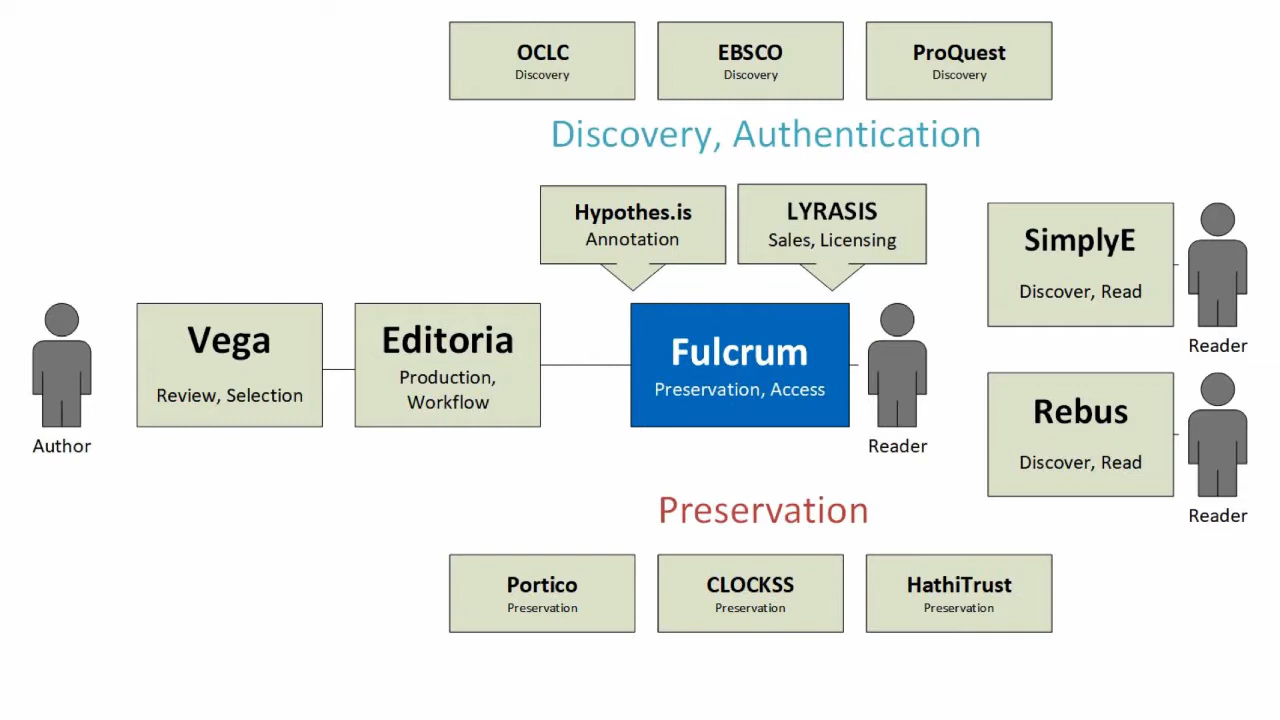 OCLC
Discovery
EBSCO
Discovery
ProQuest
Discovery
Discovery, Authentication
Hypothes.is
Annotation
LYRASIS
Sales, Licensing
SimplyE
Discover, Read
Reader
Author
Vega
Review, Selection
Editoria
Production,
Workflow
Fulcrum
Preservation, Access
Reader
Rebus
Discover, Read
Reader
Preservation
Portico
Preservation
CLOCKSS
Preservation
HathiTrust
Preservation